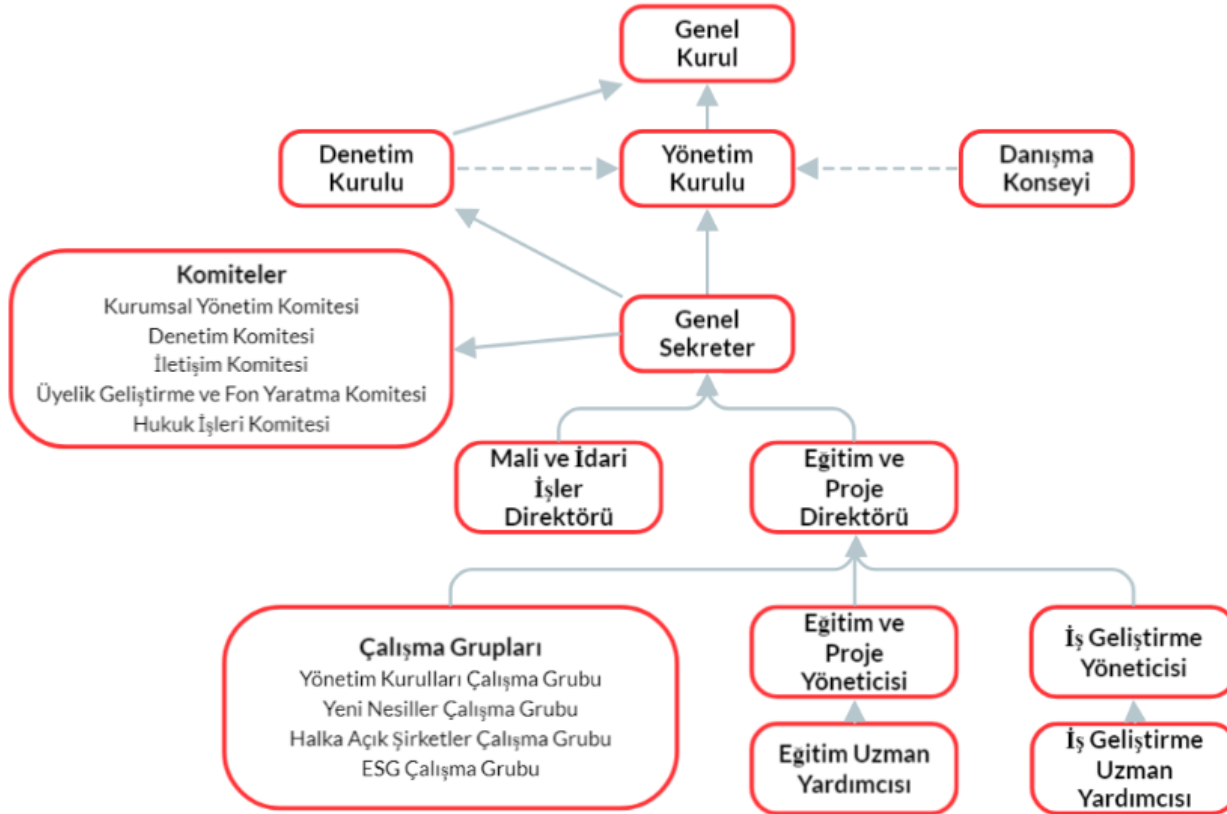 Genel
Kurul
Denetim
Kurulu
Yönetim
Kurulu
Danışma
Konseyi
Komiteler
Kurumsal Yönetim Komitesi
Denetim Komitesi
İletişim Komitesi
Üyelik Geliştirme ve Fon Yaratma Komitesi
Hukuk İşleri Komitesi
Genel
Sekreter
Mali ve İdari
İşler
Direktörü
Eğitim ve
Proje
Direktörü
Çalışma Grupları
Yönetim Kurulları Çalışma Grubu
Yeni Nesiller Çalışma Grubu
Halka Açık Şirketler Çalışma Grubu
ESG Çalışma Grubu
Eğitim ve
Proje
Yöneticisi
İş Geliştirme
Yöneticisi
Eğitim Uzman
Yardımcısı
İş Geliştirme
Uzman
Yardımcısı